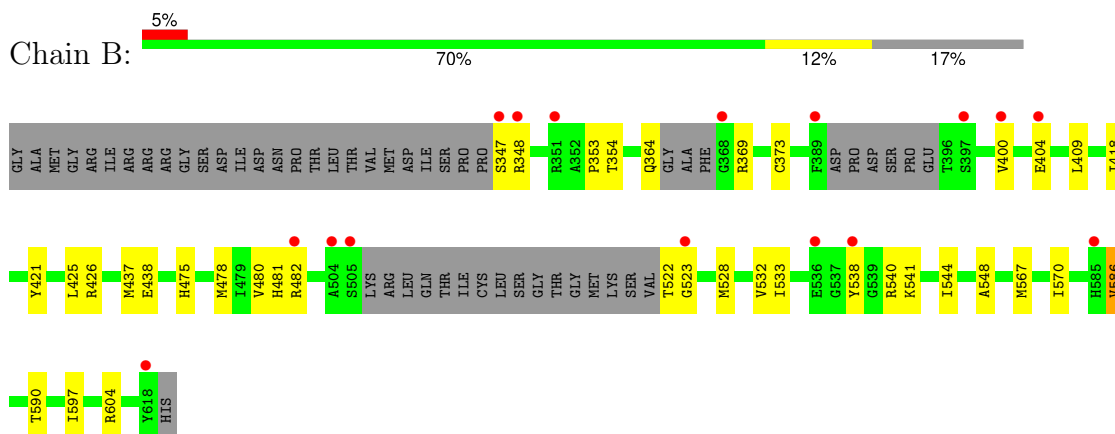 5%
Chain B:
70% 12% 17%
GLY ALA MET GLY ARG ILE ARG ARG ARG GLY SER ASP ILE ASP ASN PRO THR LEU THR VAL MET ASP ILE SER PRO PRO S347 R348 R351 A352 P353 T354 Q364 GLY ALA PHE G368 R369 C373 F389 ASP PRO ASP SER PRO GLU T396 S397 V400 E404 L409 I418
Y421 L425 R426 M437 E438 H475 M478 I479 V480 H481 R482 A504 S505 LYS ARG LEU GLN THR ILE CYS LEU SER GLY THR GLY MET LYS SER VAL T522 G523 M528 V532 I533 E536 G537 Y538 G539 R540 K541 I544 A548 M567 I570 H585 V586
T590 I597 R604 Y618 HIS